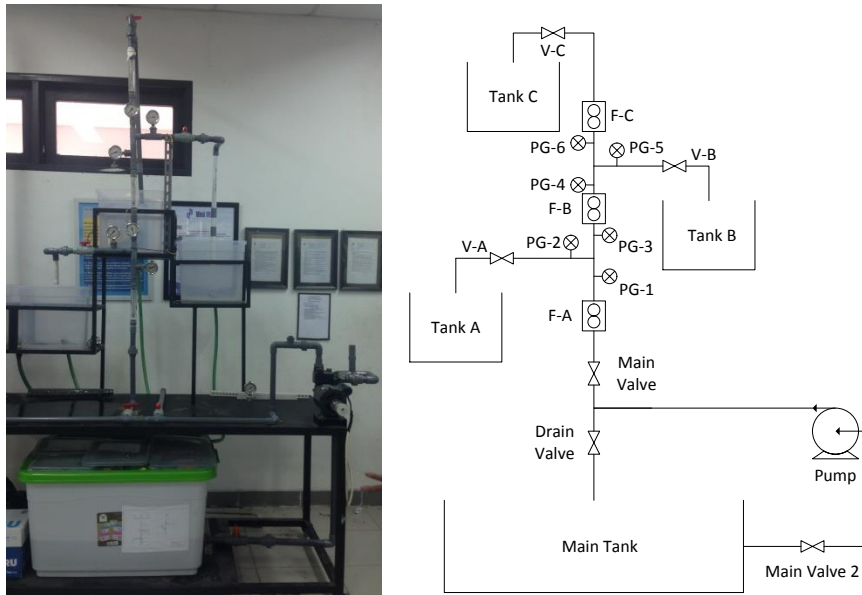 V-C
Tank C
F-C
PG-6
PG-5
V-B
PG-4
F-B
Tank B
V-A
PG-2
PG-3
PG-1
Tank A
F-A
Main
Valve
Drain
Valve
Pump
Main Tank
Main Valve 2
RU